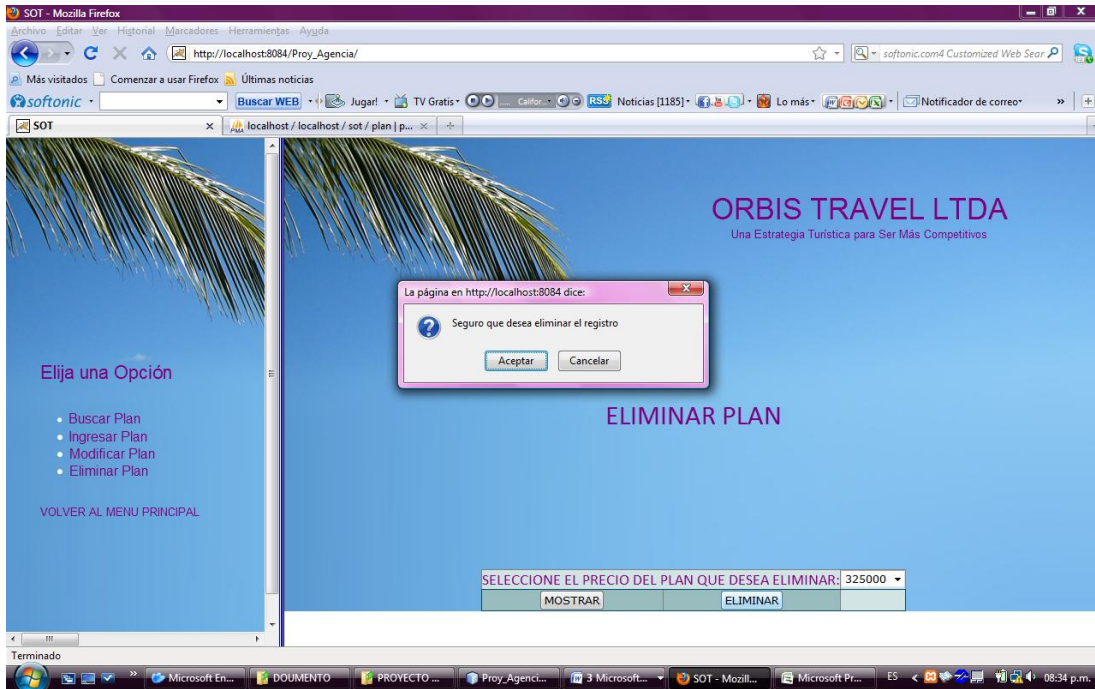 SOT - Mozilla Firefox
Archivo Editar Ver Historial Marcadores Herramientas Ayuda
http://localhost:8084/Proy_Agencia/
softonic.com4 Customized Web Sear
Más visitados Comenzar a usar Firefox Últimas noticias
softonic Buscar WEB Jugar! TV Gratis Califor... RSS Noticias [1185] Lo más Notificador de correo »
SOT localhost / localhost / sot / plan | p...
ORBIS TRAVEL LTDA
Una Estrategia Turística para Ser Más Competitivos
La página en http://localhost:8084 dice:
Seguro que desea eliminar el registro
Aceptar Cancelar
Elija una Opción
Buscar Plan
Ingresar Plan
Modificar Plan
Eliminar Plan
VOLVER AL MENU PRINCIPAL
ELIMINAR PLAN
SELECCIONE EL PRECIO DEL PLAN QUE DESEA ELIMINAR: 325000
MOSTRAR ELIMINAR
Terminado
» Microsoft En... DOUMENTO PROYECTO ... Proy_Agenci... 3 Microsoft... SOT - Mozill... Microsoft Pr... ES < 08:34 p.m.